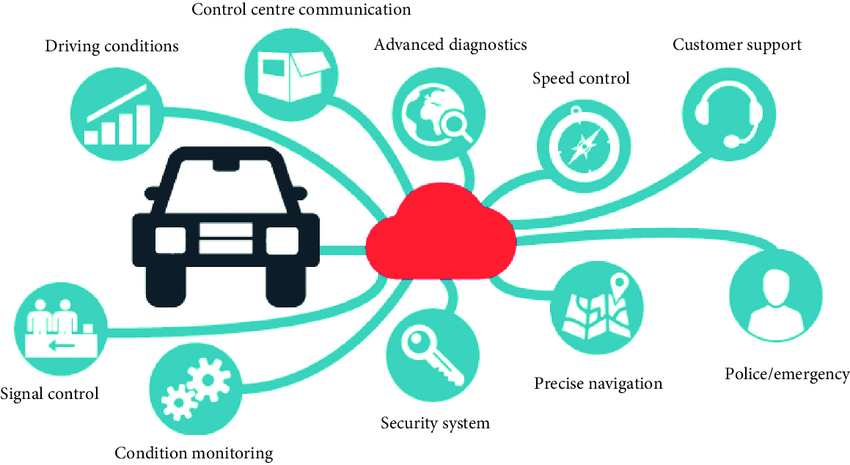 Control centre communication
Driving conditions
Advanced diagnostics
Customer support
Speed control
Signal control
Condition monitoring
Security system
Precise navigation
Police/emergency